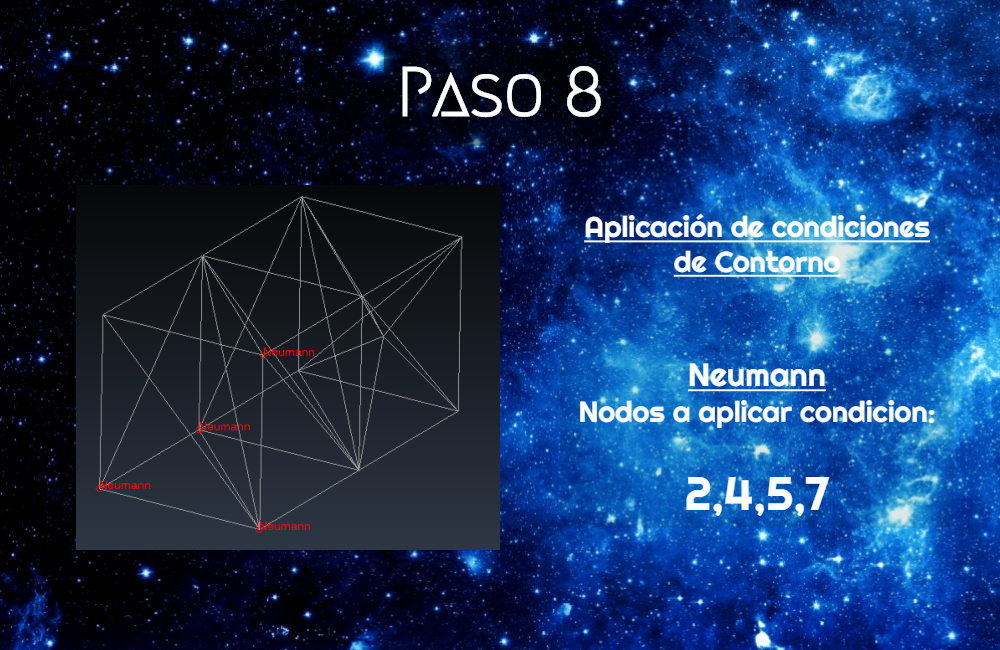 Paso 8
Aplicación de condiciones
de Contorno
Neumann
Neumann
Nodos a aplicar condicion:
Neumann
Neumann
2,4,5,7
Neumann